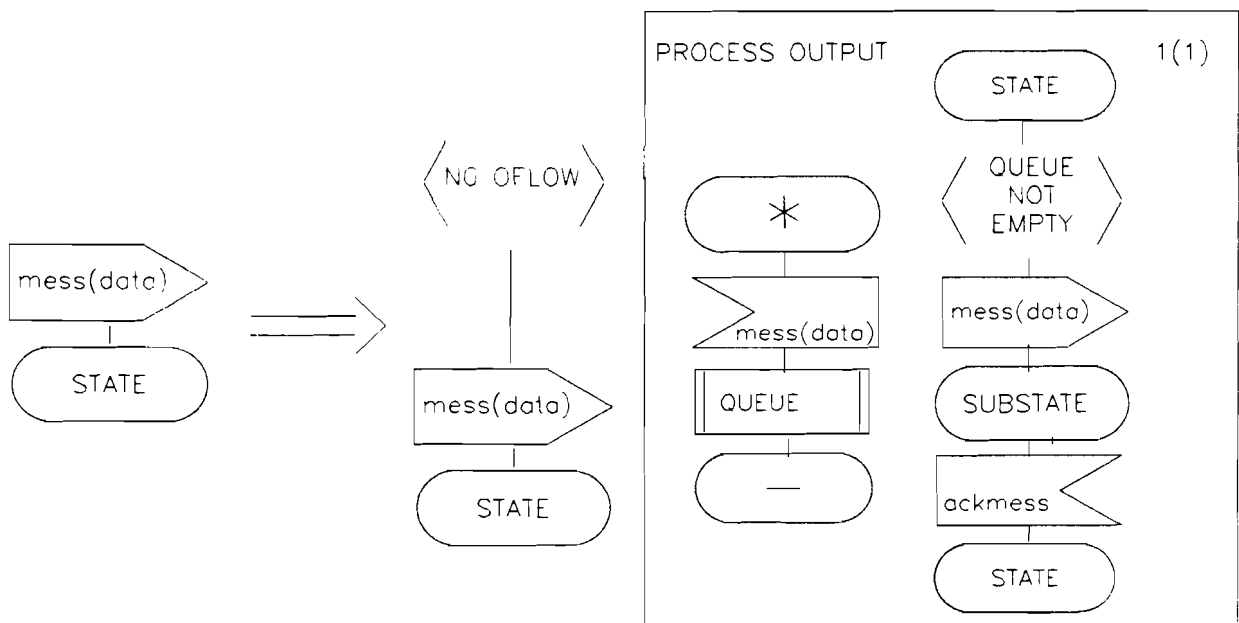 mess(data)
STATE
NO OFLOW
mess(data)
STATE
PROCESS OUTPUT
1(1)
*
mess(data)
QUEUE
—
STATE
QUEUE
NOT
EMPTY
mess(data)
SUBSTATE
ackmess
STATE